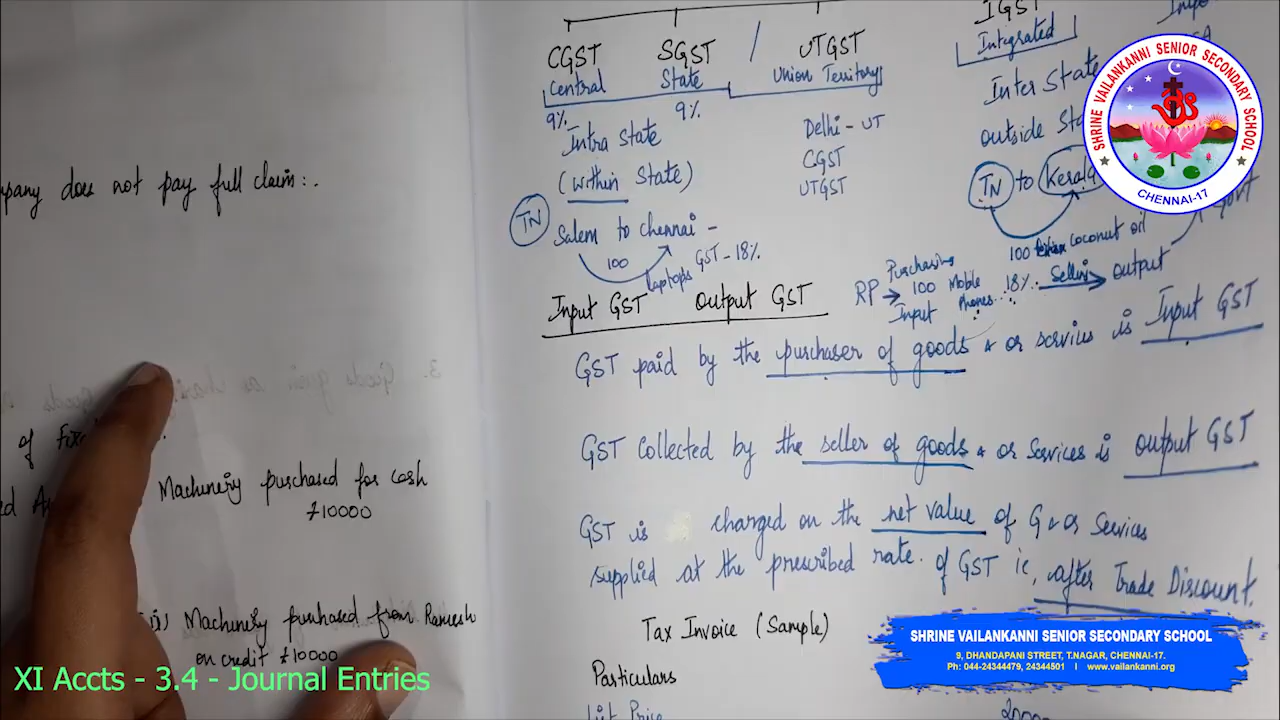 mpany does not pay full claim:.
of
Machinery purchased for cash
₹10000
(ii) Machinery purchased from Ramesh
on credit ₹10000
CGST SGST / UTGST IGST
Central State Union Territory Integrated
9% 9%
Intra State
(within State)
Delhi - UT
CGST
UTGST
Inter State
outside
TN to Kerala
TN
Salem to Chennai -
100
laptops
GST - 18%
100 coconut oil
RP → Purchasing
100 Mobile
Phones
Input
18% Selling output
Input GST Output GST
GST paid by the purchaser of goods & or services is Input GST
GST collected by the seller of goods & or services is output GST
GST is charged on the net value of G & or Services
supplied at the prescribed rate of GST ie, after Trade Discount.
Tax Invoice (Sample)
Particulars
List Price
SHRINE VAILANKANNI SENIOR SECONDARY SCHOOL
CHENNAI-17
SHRINE VAILANKANNI SENIOR SECONDARY SCHOOL
9, DHANDAPANI STREET, T.NAGAR, CHENNAI-17.
Ph: 044-24344479, 24344501 | www.vailankanni.org
XI Accts - 3.4 - Journal Entries